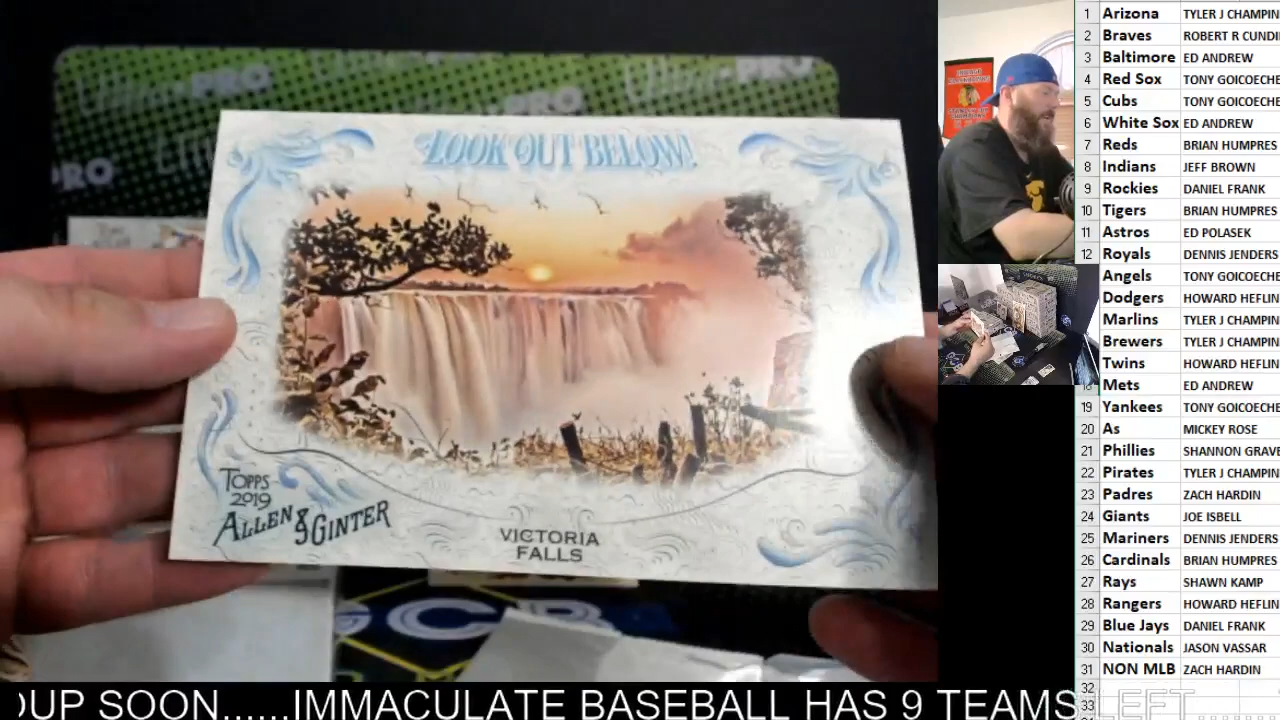 LOOK OUT BELOW!
TOPPS
2019
ALLEN & GINTER
VICTORIA
FALLS
PRO
GCB
1 Arizona TYLER J CHAMPIN
2 Braves ROBERT R CUNDI
3 Baltimore ED ANDREW
4 Red Sox TONY GOICOECHE
5 Cubs TONY GOICOECHE
6 White Sox ED ANDREW
7 Reds BRIAN HUMPRES
8 Indians JEFF BROWN
9 Rockies DANIEL FRANK
10 Tigers BRIAN HUMPRES
11 Astros ED POLASEK
12 Royals DENNIS JENDERS
Angels TONY GOICOECHE
Dodgers HOWARD HEFLIN
Marlins TYLER J CHAMPIN
Brewers TYLER J CHAMPIN
Twins HOWARD HEFLIN
18 Mets ED ANDREW
19 Yankees TONY GOICOECHE
20 As MICKEY ROSE
21 Phillies SHANNON GRAVE
22 Pirates TYLER J CHAMPIN
23 Padres ZACH HARDIN
24 Giants JOE ISBELL
25 Mariners DENNIS JENDERS
26 Cardinals BRIAN HUMPRES
27 Rays SHAWN KAMP
28 Rangers HOWARD HEFLIN
29 Blue Jays DANIEL FRANK
30 Nationals JASON VASSAR
31 NON MLB ZACH HARDIN
32
33
OUP SOON......IMMACULATE BASEBALL HAS 9 TEAMS LEFT........